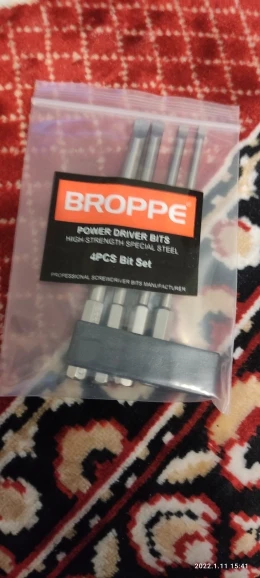 BROPPE
POWER DRIVER BITS
HIGH-STRENGTH SPECIAL STEEL
4PCS Bit Set
PROFESSIONAL SCREWDRIVER BITS MANUFACTURER
2022.1.11 15:41